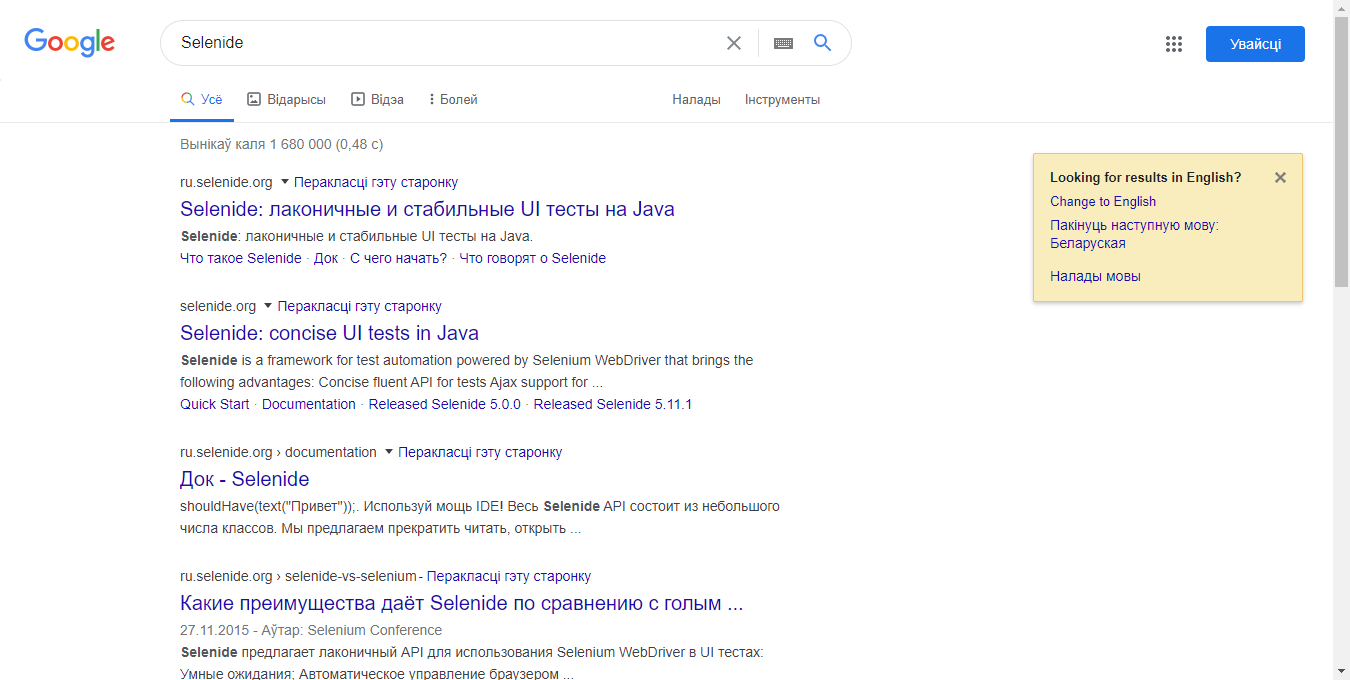 Google
Selenide
Увайсці
Усё
Відарысы
Відэа
Болей
Налады
Інструменты
Вынікаў каля 1 680 000 (0,48 с)
ru.selenide.org Перакласці гэту старонку
Selenide: лаконичные и стабильные UI тесты на Java
Selenide: лаконичные и стабильные UI тесты на Java.
Что такое Selenide · Док · С чего начать? · Что говорят о Selenide
selenide.org Перакласці гэту старонку
Selenide: concise UI tests in Java
Selenide is a framework for test automation powered by Selenium WebDriver that brings the
following advantages: Concise fluent API for tests Ajax support for ...
Quick Start · Documentation · Released Selenide 5.0.0 · Released Selenide 5.11.1
ru.selenide.org › documentation Перакласці гэту старонку
Док - Selenide
shouldHave(text("Привет"));. Используй мощь IDE! Весь Selenide API состоит из небольшого
числа классов. Мы предлагаем прекратить читать, открыть ...
ru.selenide.org › selenide-vs-selenium - Перакласці гэту старонку
Какие преимущества даёт Selenide по сравнению с голым ...
27.11.2015 - Аўтар: Selenium Conference
Selenide предлагает лаконичный API для использования Selenium WebDriver в UI тестах:
Умные ожидания; Автоматическое управление браузером ...
Looking for results in English?
Change to English
Пакінуць наступную мову:
Беларуская
Налады мовы